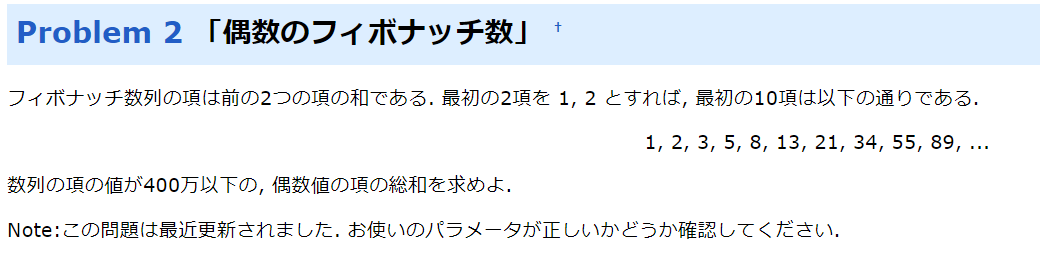 Problem 2 「偶数のフィボナッチ数」 †
フィボナッチ数列の項は前の2つの項の和である. 最初の2項を 1, 2 とすれば, 最初の10項は以下の通りである.
1, 2, 3, 5, 8, 13, 21, 34, 55, 89, ...
数列の項の値が400万以下の, 偶数値の項の総和を求めよ.
Note:この問題は最近更新されました. お使いのパラメータが正しいかどうか確認してください.